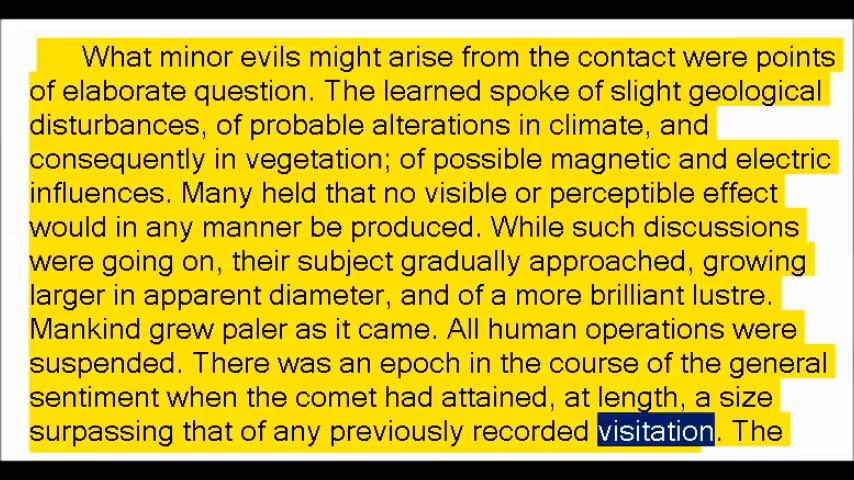 What minor evils might arise from the contact were points
of elaborate question. The learned spoke of slight geological
disturbances, of probable alterations in climate, and
consequently in vegetation; of possible magnetic and electric
influences. Many held that no visible or perceptible effect
would in any manner be produced. While such discussions
were going on, their subject gradually approached, growing
larger in apparent diameter, and of a more brilliant lustre.
Mankind grew paler as it came. All human operations were
suspended. There was an epoch in the course of the general
sentiment when the comet had attained, at length, a size
surpassing that of any previously recorded visitation. The